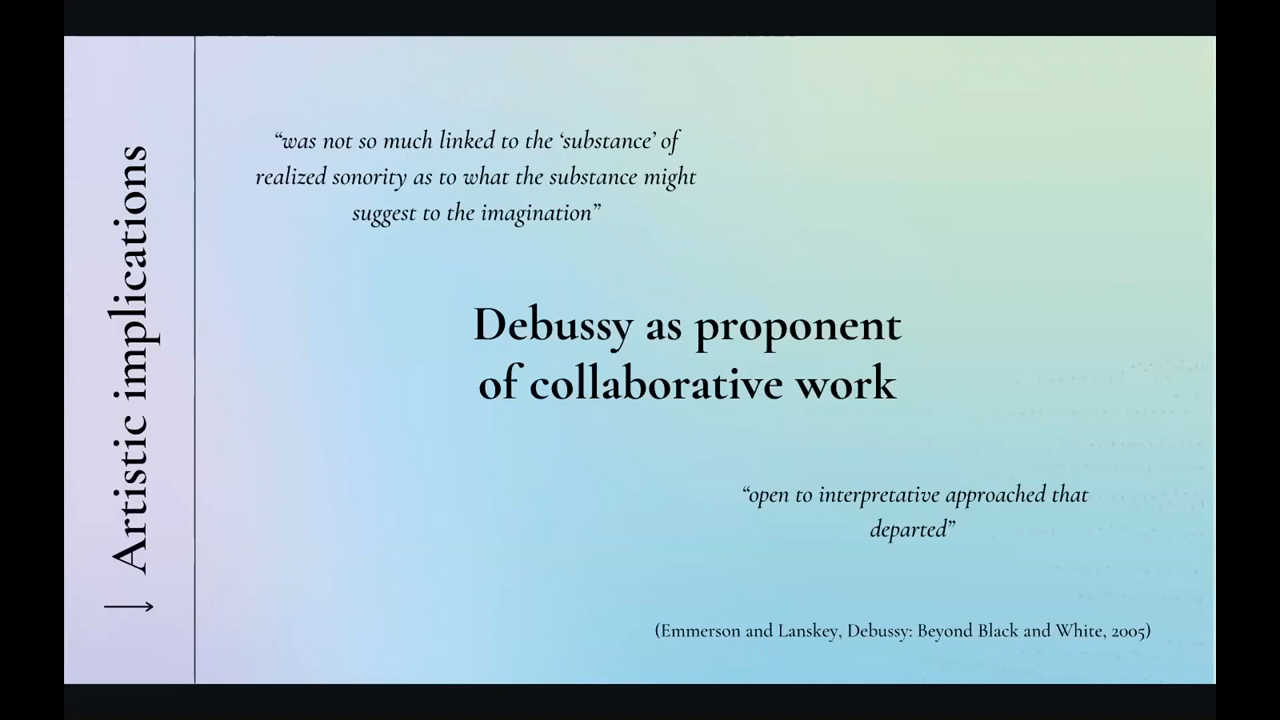 Artistic implications
“was not so much linked to the ‘substance’ of
realized sonority as to what the substance might
suggest to the imagination”
Debussy as proponent
of collaborative work
“open to interpretative approached that
departed”
(Emmerson and Lanskey, Debussy: Beyond Black and White, 2005)